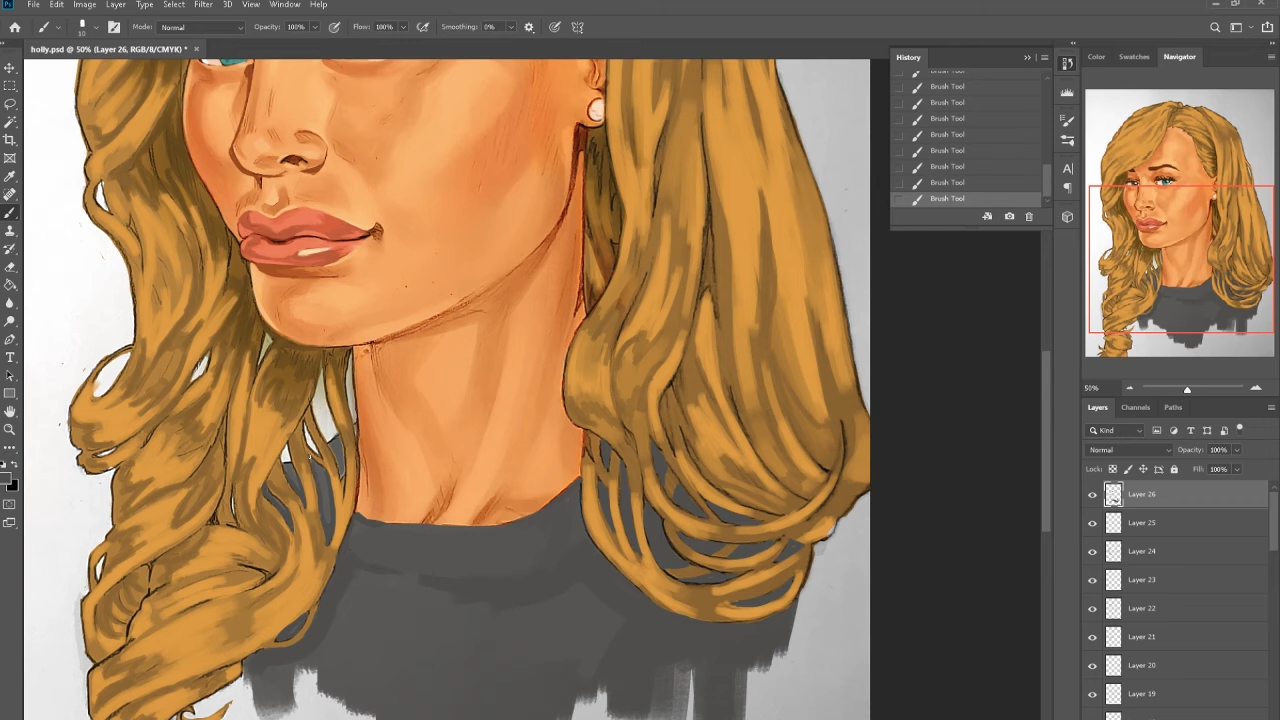 File Edit Image Layer Type Select Filter 3D View Window Help
10 Mode: Normal Opacity: 100% Flow: 100% Smoothing: 0%
holly.psd @ 50% (Layer 26, RGB/8/CMYK) * ×
History
Brush Tool
Brush Tool
Brush Tool
Brush Tool
Brush Tool
Brush Tool
Brush Tool
Brush Tool
Brush Tool
Color Swatches Navigator
50%
Layers Channels Paths
Kind
Normal Opacity: 100%
Lock: Fill: 100%
Layer 26
Layer 25
Layer 24
Layer 23
Layer 22
Layer 21
Layer 20
Layer 19